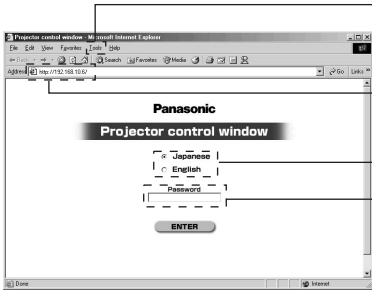 Projector control window - Microsoft Internet Explorer
File Edit View Favorites Tools Help
Back Search Favorites Media
Address http://192.168.10.6/ Go Links »
Panasonic
Projector control window
Japanese
English
Password
ENTER
Done Internet